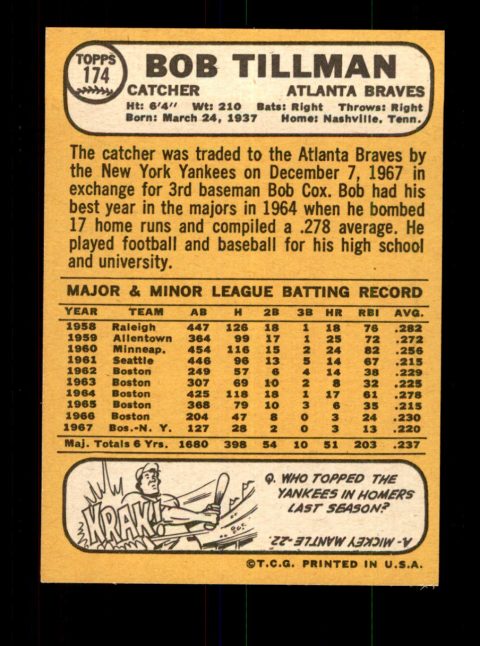 TOPPS
174
BOB TILLMAN
CATCHER ATLANTA BRAVES
Ht: 6'4" Wt: 210 Bats: Right Throws: Right
Born: March 24, 1937 Home: Nashville, Tenn.
The catcher was traded to the Atlanta Braves by
the New York Yankees on December 7, 1967 in
exchange for 3rd baseman Bob Cox. Bob had his
best year in the majors in 1964 when he bombed
17 home runs and compiled a .278 average. He
played football and baseball for his high school
and university.
MAJOR & MINOR LEAGUE BATTING RECORD
YEAR TEAM AB H 2B 3B HR RBI AVG.
1958 Raleigh 447 126 18 1 18 76 .282
1959 Allentown 364 99 17 1 25 72 .272
1960 Minneap. 454 116 15 2 24 82 .256
1961 Seattle 446 96 13 5 14 67 .215
1962 Boston 249 57 6 4 14 38 .229
1963 Boston 307 69 10 2 8 32 .225
1964 Boston 425 118 18 1 17 61 .278
1965 Boston 368 79 10 3 6 35 .215
1966 Boston 204 47 8 0 3 24 .230
1967 Bos.-N. Y. 127 28 2 0 3 13 .220
Maj. Totals 6 Yrs. 1680 398 54 10 51 203 .237
KRAK!
Q. WHO TOPPED THE
YANKEES IN HOMERS
LAST SEASON?
A- MICKEY MANTLE -22.
©T.C.G. PRINTED IN U.S.A.